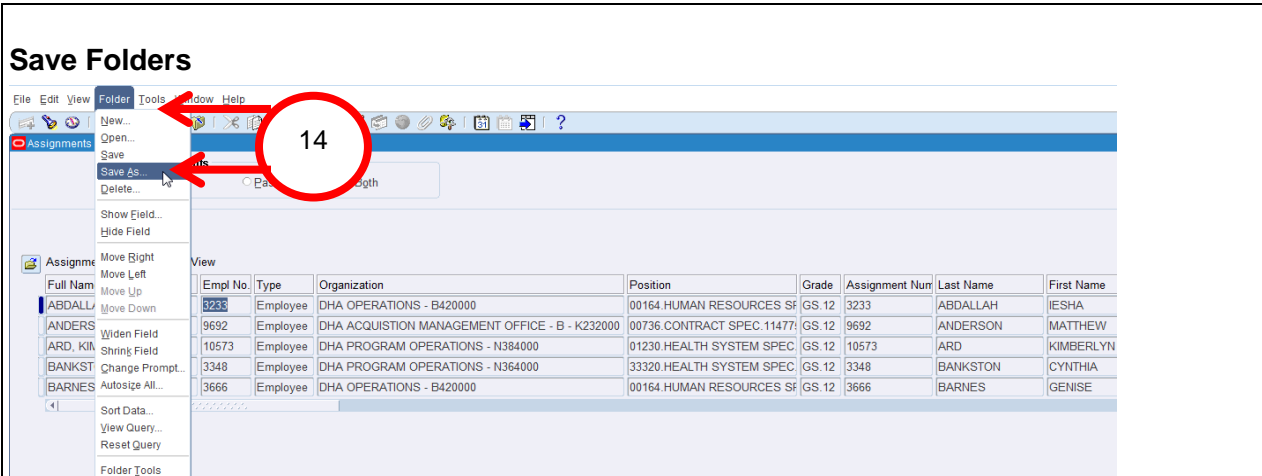 Save Folders
File Edit View Folder Tools Window Help
New...
Open...
Save
Save As...
Delete...
Show Field...
Hide Field
Move Right
Move Left
Move Up
Move Down
Widen Field
Shrink Field
Change Prompt...
Autosize All...
Sort Data...
View Query...
Reset Query
Folder Tools
14
31 ?
Assignments
Both
Assignme View
Full Nam Empl No. Type Organization Position Grade Assignment Num Last Name First Name
ABDALLA 3233 Employee DHA OPERATIONS - B420000 00164.HUMAN RESOURCES SP GS.12 3233 ABDALLAH IESHA
ANDERS 9692 Employee DHA ACQUISTION MANAGEMENT OFFICE - B - K232000 00736.CONTRACT SPEC.11477 GS.12 9692 ANDERSON MATTHEW
ARD, KIM 10573 Employee DHA PROGRAM OPERATIONS - N384000 01230.HEALTH SYSTEM SPEC. GS.12 10573 ARD KIMBERLYN
BANKST 3348 Employee DHA PROGRAM OPERATIONS - N364000 33320.HEALTH SYSTEM SPEC. GS.12 3348 BANKSTON CYNTHIA
BARNES 3666 Employee DHA OPERATIONS - B420000 00164.HUMAN RESOURCES SP GS.12 3666 BARNES GENISE